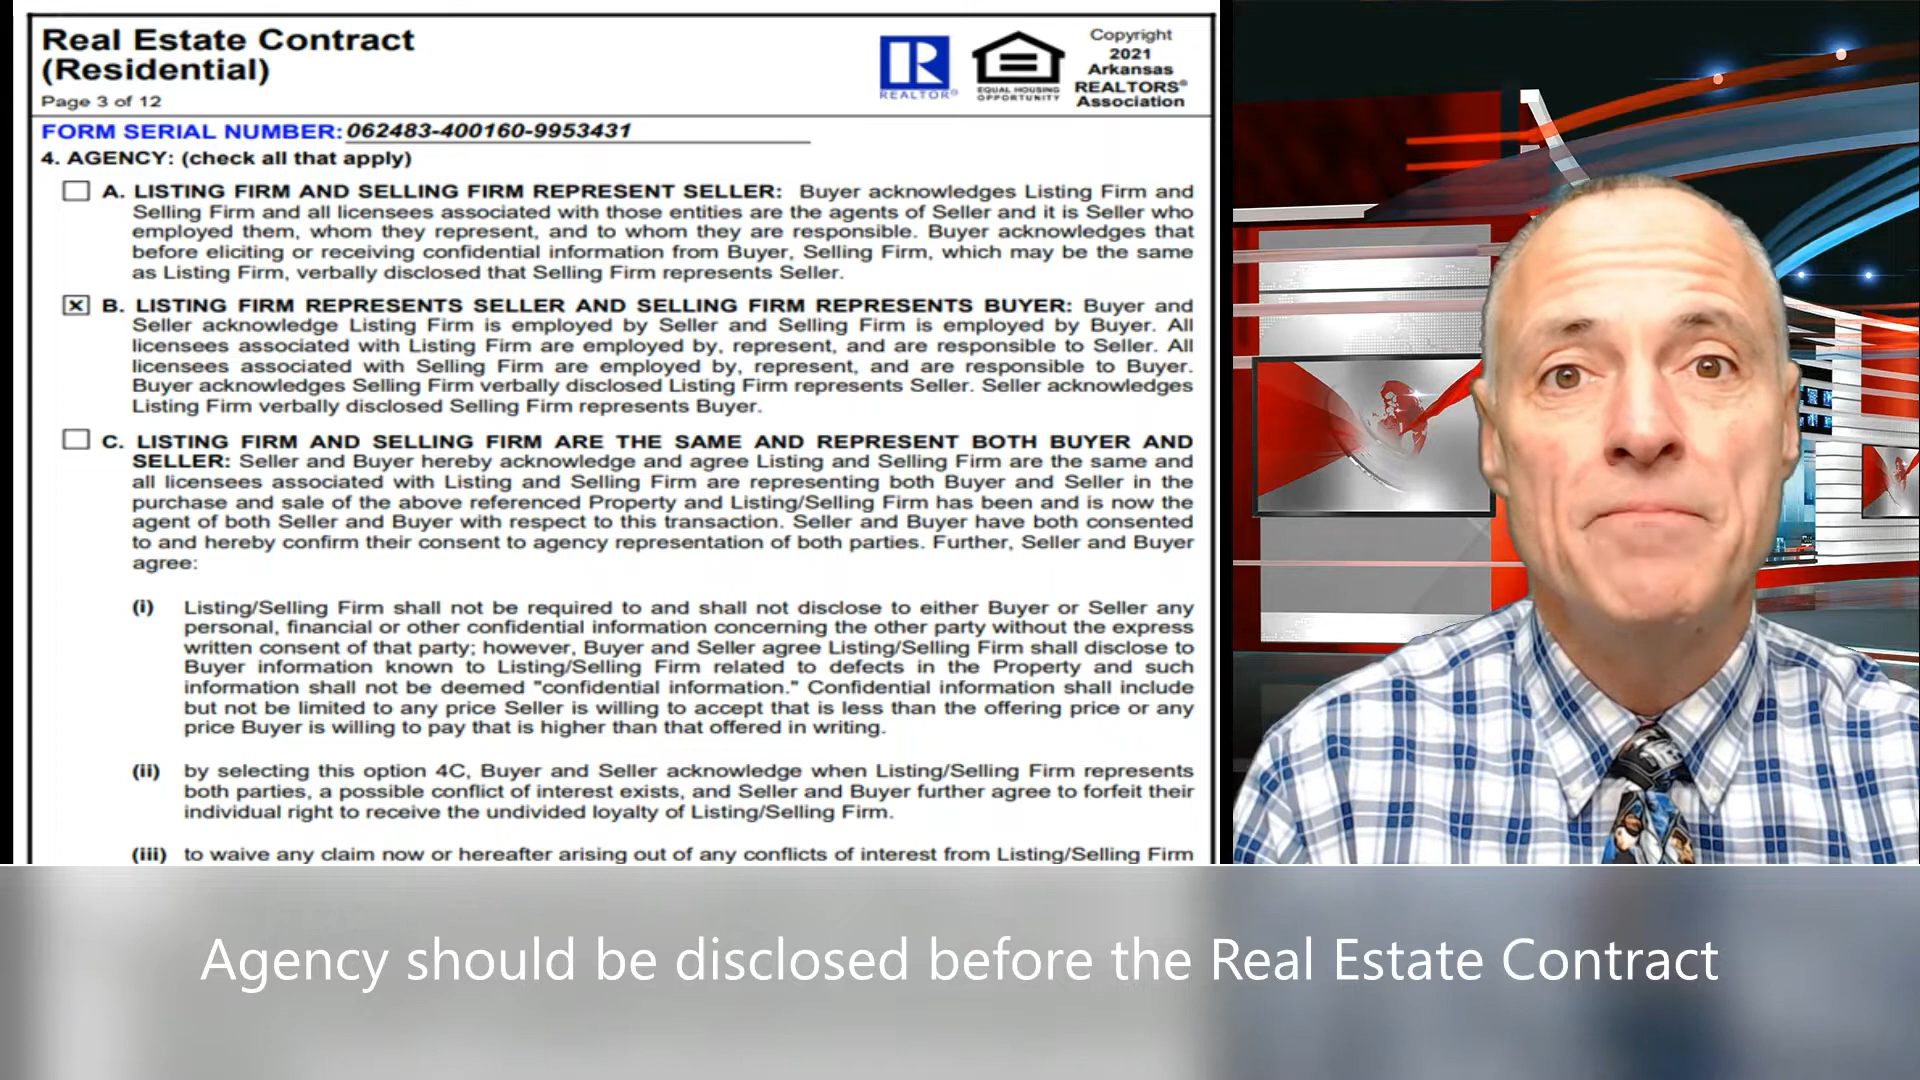 Real Estate Contract
(Residential)
Page 3 of 12
REALTOR®
EQUAL HOUSING
OPPORTUNITY
Copyright
2021
Arkansas
REALTORS®
Association
FORM SERIAL NUMBER: 062483-400160-9953431
4. AGENCY: (check all that apply)
A. LISTING FIRM AND SELLING FIRM REPRESENT SELLER: Buyer acknowledges Listing Firm and
Selling Firm and all licensees associated with those entities are the agents of Seller and it is Seller who
employed them, whom they represent, and to whom they are responsible. Buyer acknowledges that
before eliciting or receiving confidential information from Buyer, Selling Firm, which may be the same
as Listing Firm, verbally disclosed that Selling Firm represents Seller.
X B. LISTING FIRM REPRESENTS SELLER AND SELLING FIRM REPRESENTS BUYER: Buyer and
Seller acknowledge Listing Firm is employed by Seller and Selling Firm is employed by Buyer. All
licensees associated with Listing Firm are employed by, represent, and are responsible to Seller. All
licensees associated with Selling Firm are employed by, represent, and are responsible to Buyer.
Buyer acknowledges Selling Firm verbally disclosed Listing Firm represents Seller. Seller acknowledges
Listing Firm verbally disclosed Selling Firm represents Buyer.
C. LISTING FIRM AND SELLING FIRM ARE THE SAME AND REPRESENT BOTH BUYER AND
SELLER: Seller and Buyer hereby acknowledge and agree Listing and Selling Firm are the same and
all licensees associated with Listing and Selling Firm are representing both Buyer and Seller in the
purchase and sale of the above referenced Property and Listing/Selling Firm has been and is now the
agent of both Seller and Buyer with respect to this transaction. Seller and Buyer have both consented
to and hereby confirm their consent to agency representation of both parties. Further, Seller and Buyer
agree:
(i) Listing/Selling Firm shall not be required to and shall not disclose to either Buyer or Seller any
personal, financial or other confidential information concerning the other party without the express
written consent of that party; however, Buyer and Seller agree Listing/Selling Firm shall disclose to
Buyer information known to Listing/Selling Firm related to defects in the Property and such
information shall not be deemed "confidential information." Confidential information shall include
but not be limited to any price Seller is willing to accept that is less than the offering price or any
price Buyer is willing to pay that is higher than that offered in writing.
(ii) by selecting this option 4C, Buyer and Seller acknowledge when Listing/Selling Firm represents
both parties, a possible conflict of interest exists, and Seller and Buyer further agree to forfeit their
individual right to receive the undivided loyalty of Listing/Selling Firm.
(iii) to waive any claim now or hereafter arising out of any conflicts of interest from Listing/Selling Firm
Agency should be disclosed before the Real Estate Contract